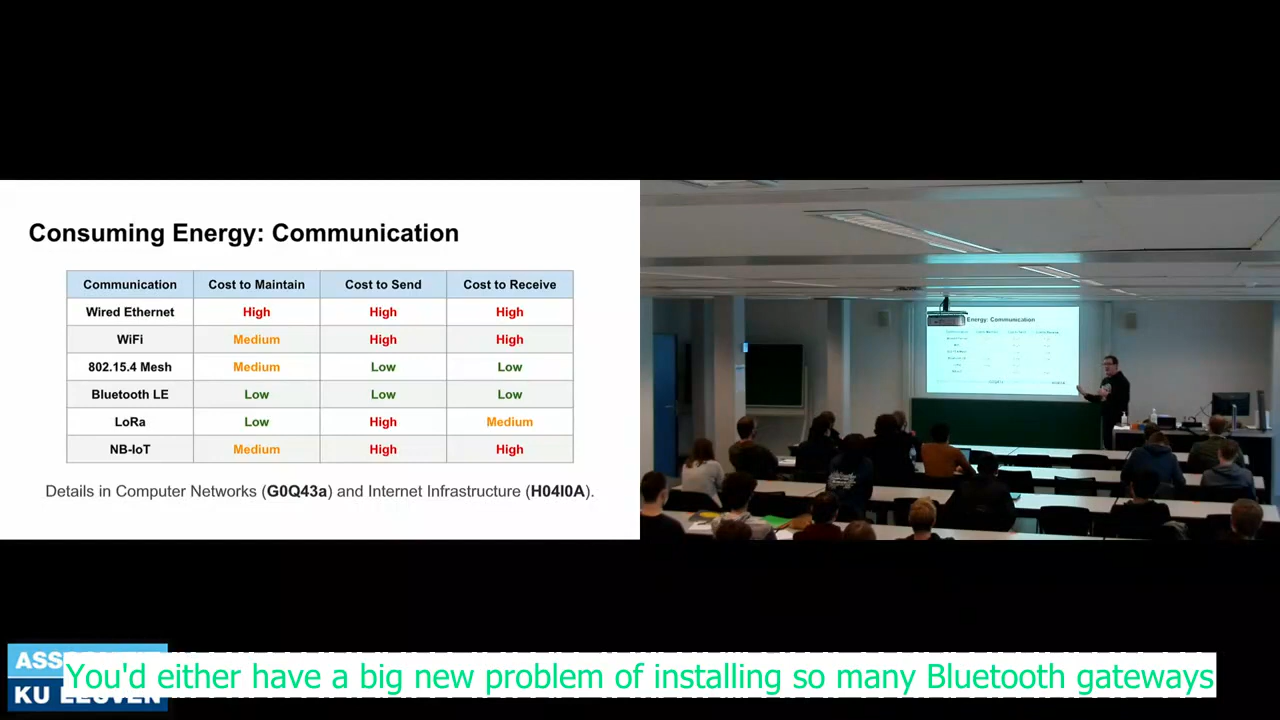 Consuming Energy: Communication
Communication Cost to Maintain Cost to Send Cost to Receive
Wired Ethernet High High High
WiFi Medium High High
802.15.4 Mesh Medium Low Low
Bluetooth LE Low Low Low
LoRa Low High Medium
NB-IoT Medium High High
Details in Computer Networks (G0Q43a) and Internet Infrastructure (H04I0A).
Energy: Communication
KU LEUVEN
You'd either have a big new problem of installing so many Bluetooth gateways